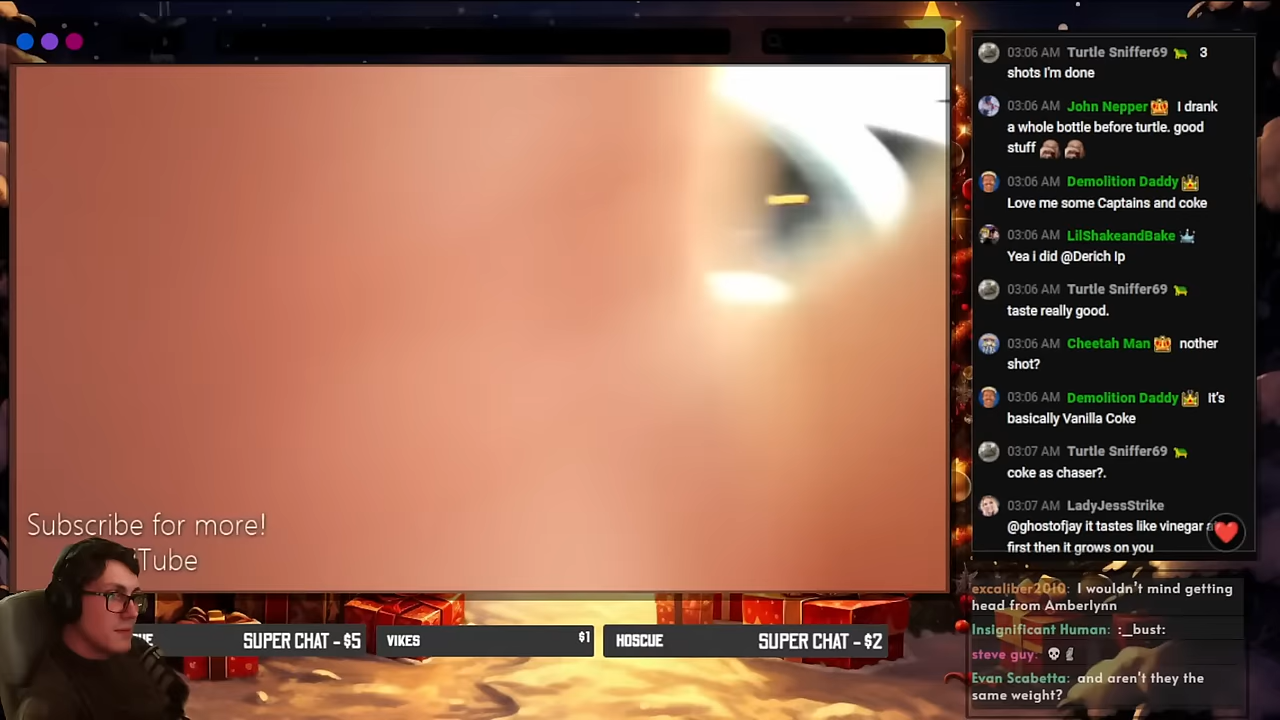 03:06 AM Turtle Sniffer69 3
shots I'm done
03:06 AM John Nepper I drank
a whole bottle before turtle. good
stuff
03:06 AM Demolition Daddy
Love me some Captains and coke
03:06 AM LilShakeandBake
Yea i did @Derich Ip
03:06 AM Turtle Sniffer69
taste really good.
03:06 AM Cheetah Man nother
shot?
03:06 AM Demolition Daddy It's
basically Vanilla Coke
03:07 AM Turtle Sniffer69
coke as chaser?.
03:07 AM LadyJessStrike
@ghostofjay it tastes like vinegar
first then it grows on you
Subscribe for more!
Tube
SUPER CHAT - $5
VIKES $1
HOSCUE SUPER CHAT - $2
excaliber2010: I wouldn't mind getting
head from Amberlynn
Insignificant Human: :_bust:
steve guy:
Evan Scabetta: and aren't they the
same weight?